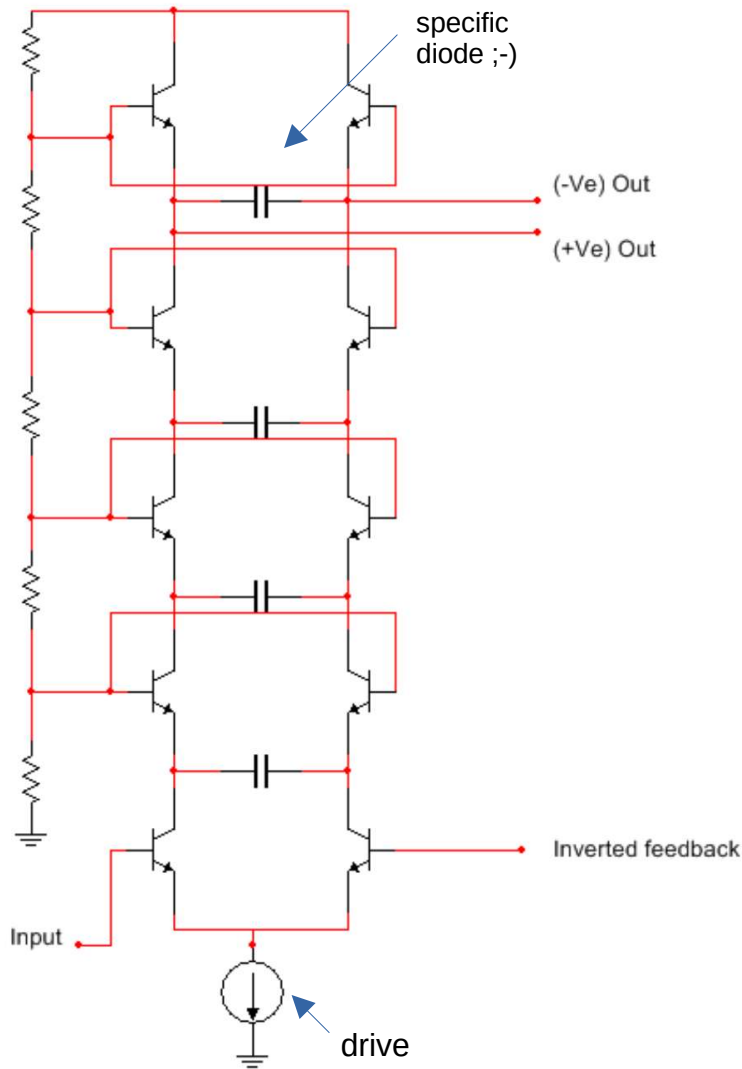 specific
diode ;-)
(-Ve) Out
(+Ve) Out
Inverted feedback
Input
drive